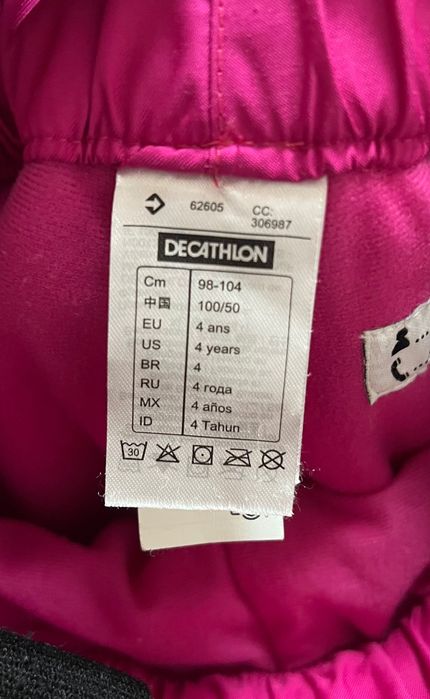 62605 CC:
306987
DECATHLON
Cm 98-104
中国 100/50
EU 4 ans
US 4 years
BR 4
RU 4 года
MX 4 años
ID 4 Tahun
30